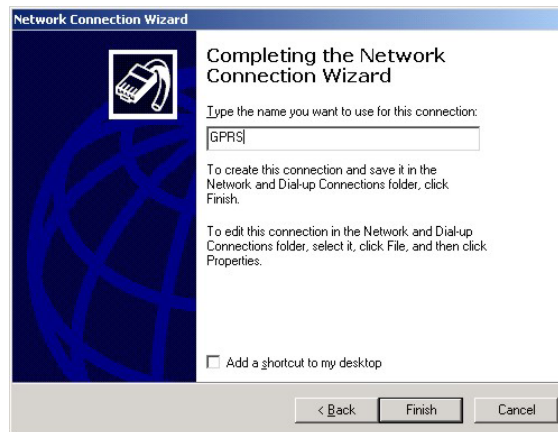 Network Connection Wizard
Completing the Network
Connection Wizard
Type the name you want to use for this connection:
GPRS
To create this connection and save it in the
Network and Dial-up Connections folder, click
Finish.
To edit this connection in the Network and Dial-up
Connections folder, select it, click File, and then click
Properties.
Add a shortcut to my desktop
< Back
Finish
Cancel